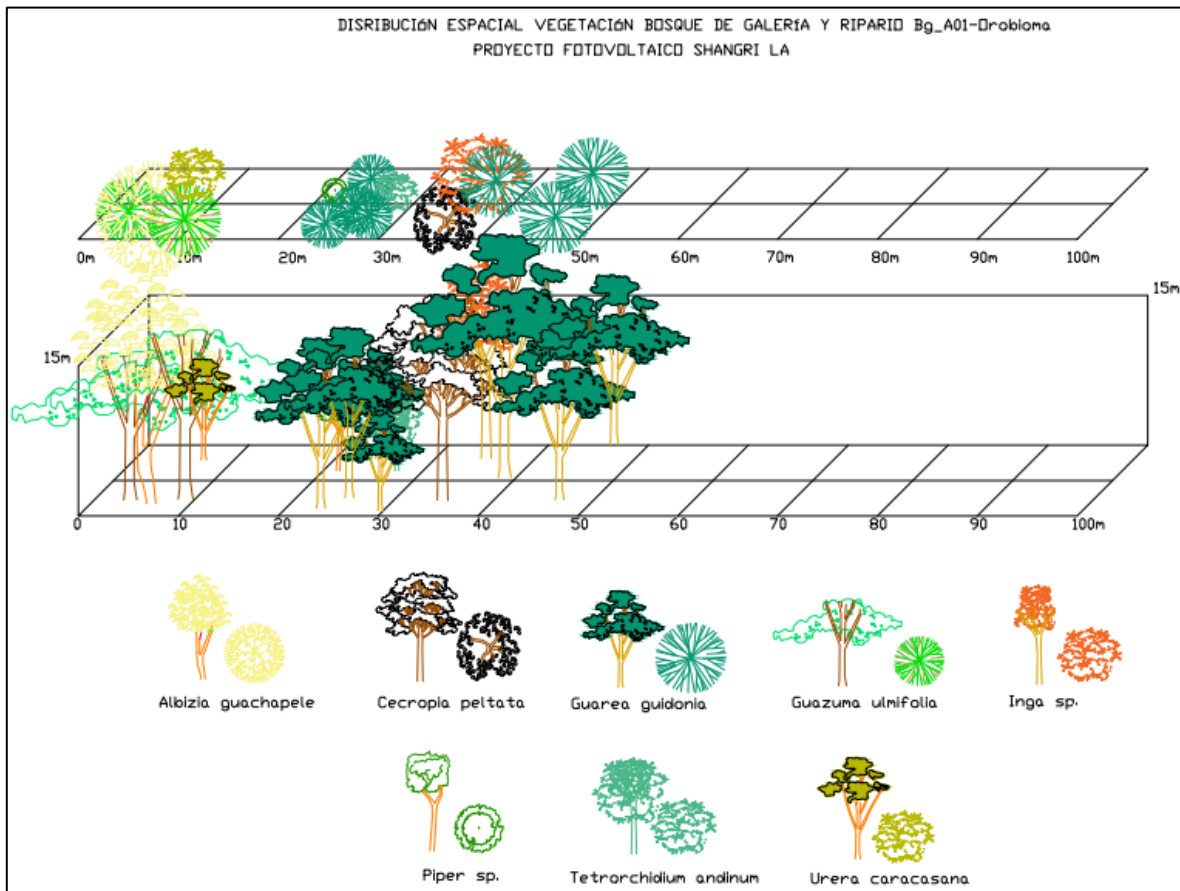 DISRIBUCIóN ESPACIAL VEGETACIóN BOSQUE DE GALERíA Y RIPARIO Bg_A01-Orobioma
PROYECTO FOTOVOLTAICO SHANGRI LA
0m 10m 20m 30m 40m 50m 60m 70m 80m 90m 100m
15m
15m
0 10 20 30 40 50 60 70 80 90 100m
Albizia guachapele Cecropia peltata Guarea guidonia Guazuma ulmifolia Inga sp.
Piper sp. Tetrorchidium andinum Urera caracasana